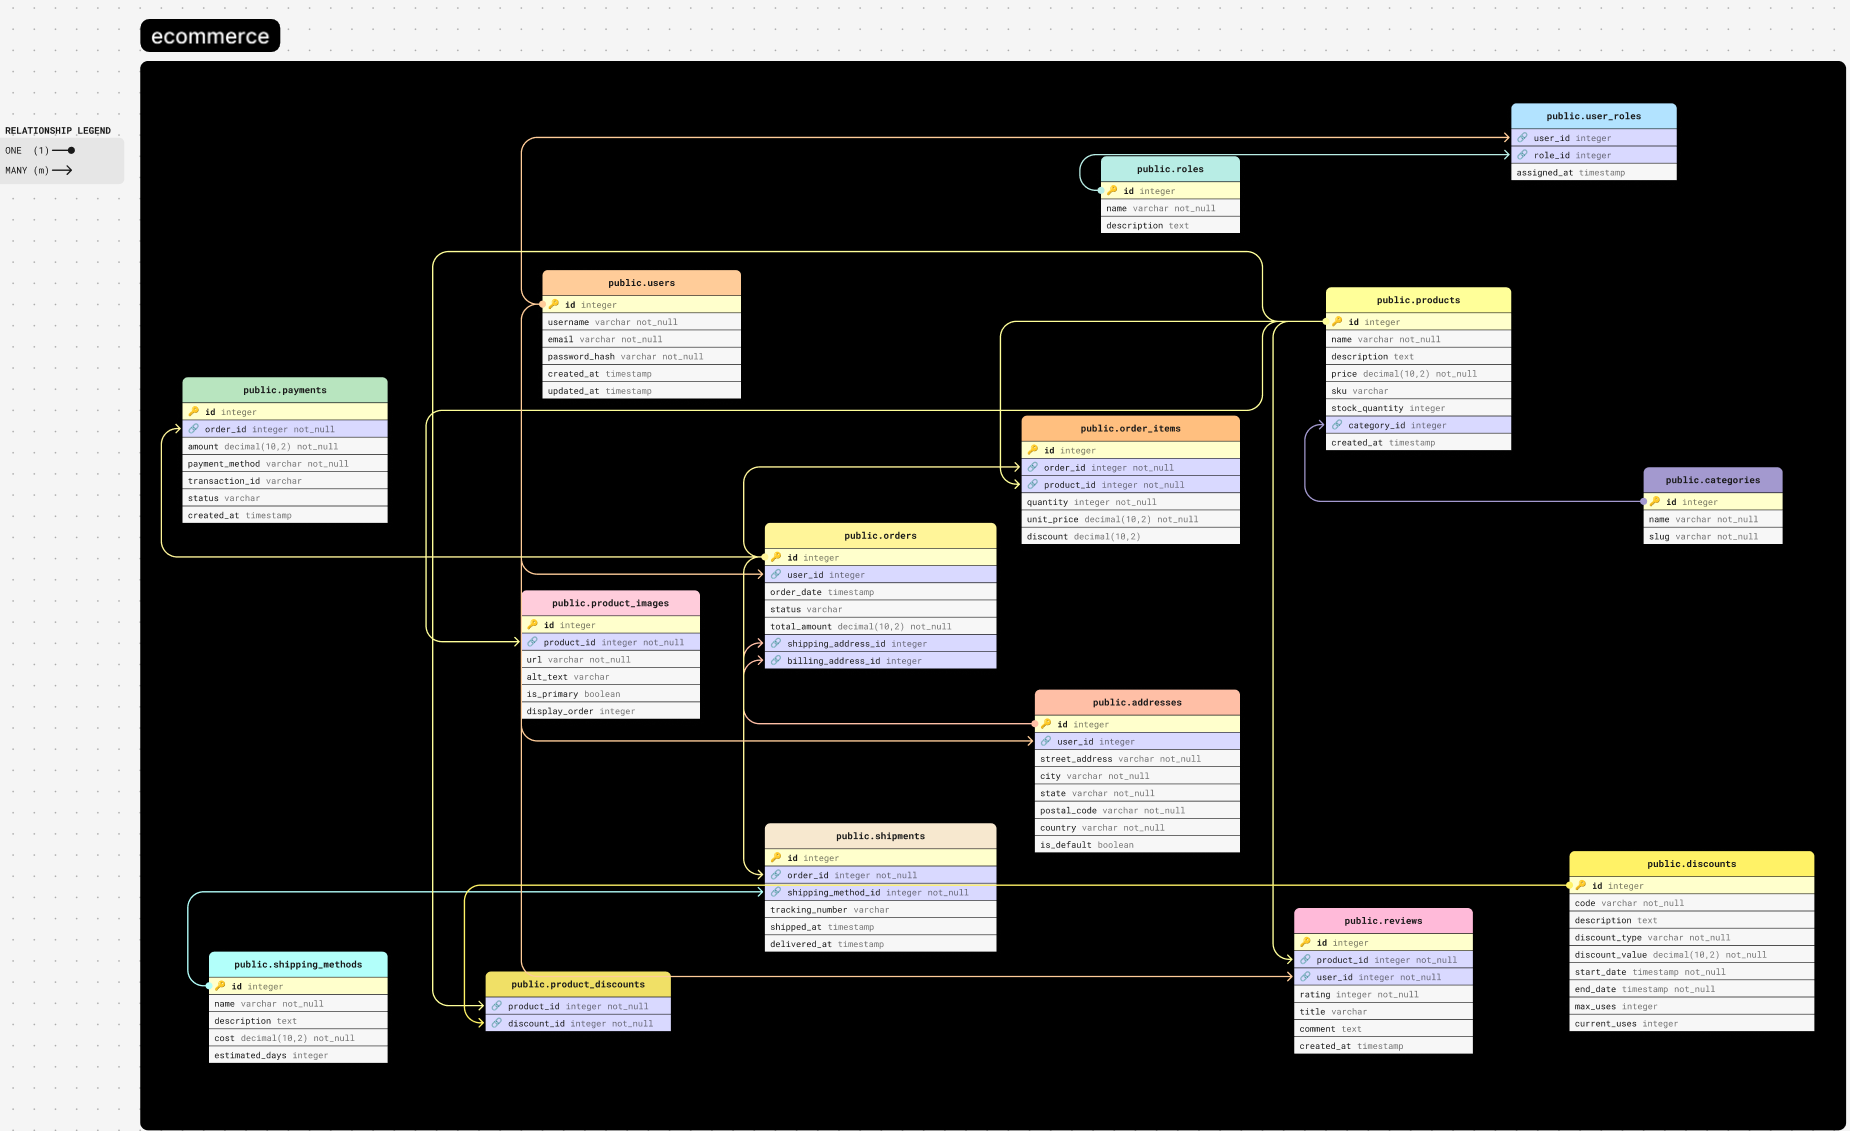 ecommerce
RELATIONSHIP LEGEND
ONE (1)
MANY (m)
public.user_roles
user_id integer
role_id integer
assigned_at timestamp
public.roles
id integer
name varchar not_null
description text
public.users
id integer
username varchar not_null
email varchar not_null
password_hash varchar not_null
created_at timestamp
updated_at timestamp
public.products
id integer
name varchar not_null
description text
price decimal(10,2) not_null
sku varchar
stock_quantity integer
category_id integer
created_at timestamp
public.payments
id integer
order_id integer not_null
amount decimal(10,2) not_null
payment_method varchar not_null
transaction_id varchar
status varchar
created_at timestamp
public.order_items
id integer
order_id integer not_null
product_id integer not_null
quantity integer not_null
unit_price decimal(10,2) not_null
discount decimal(10,2)
public.categories
id integer
name varchar not_null
slug varchar not_null
public.orders
id integer
user_id integer
order_date timestamp
status varchar
total_amount decimal(10,2) not_null
shipping_address_id integer
billing_address_id integer
public.product_images
id integer
product_id integer not_null
url varchar not_null
alt_text varchar
is_primary boolean
display_order integer
public.addresses
id integer
user_id integer
street_address varchar not_null
city varchar not_null
state varchar not_null
postal_code varchar not_null
country varchar not_null
is_default boolean
public.shipments
id integer
order_id integer not_null
shipping_method_id integer not_null
tracking_number varchar
shipped_at timestamp
delivered_at timestamp
public.discounts
id integer
code varchar not_null
description text
discount_type varchar not_null
discount_value decimal(10,2) not_null
start_date timestamp not_null
end_date timestamp not_null
max_uses integer
current_uses integer
public.reviews
id integer
product_id integer not_null
user_id integer not_null
rating integer not_null
title varchar
comment text
created_at timestamp
public.shipping_methods
id integer
name varchar not_null
description text
cost decimal(10,2) not_null
estimated_days integer
public.product_discounts
product_id integer not_null
discount_id integer not_null